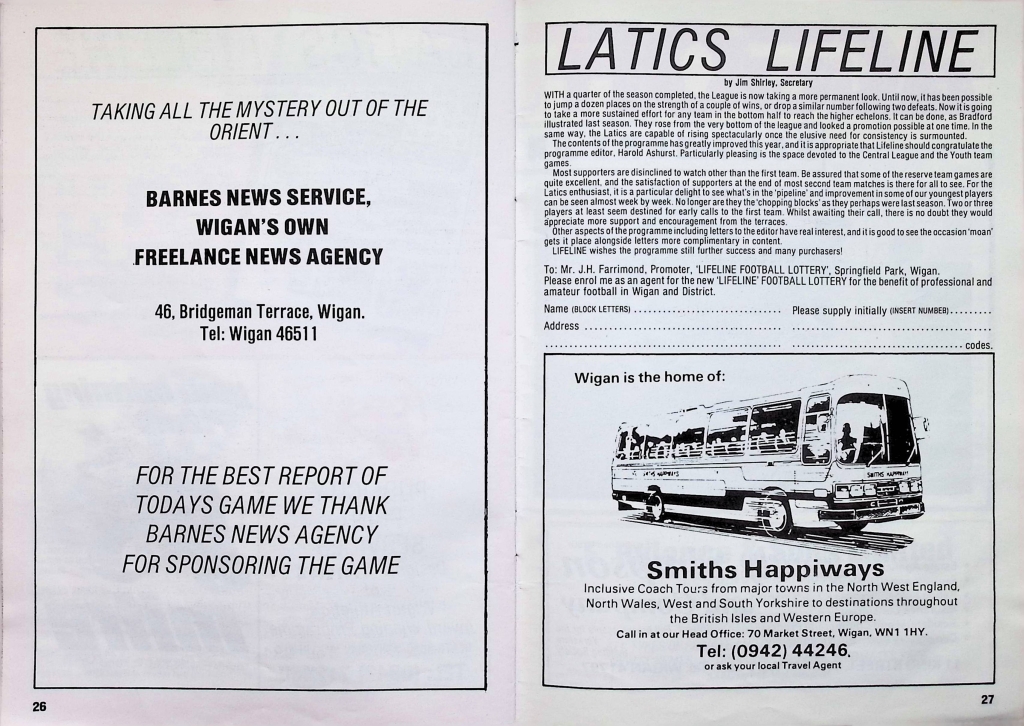 TAKING ALL THE MYSTERY OUT OF THE
ORIENT...
BARNES NEWS SERVICE,
WIGAN'S OWN
FREELANCE NEWS AGENCY
46, Bridgeman Terrace, Wigan.
Tel: Wigan 46511
FOR THE BEST REPORT OF
TODAYS GAME WE THANK
BARNES NEWS AGENCY
FOR SPONSORING THE GAME
26
LATICS LIFELINE
by Jim Shirley, Secretary
WITH a quarter of the season completed, the League is now taking a more permanent look. Until now, it has been possible
to jump a dozen places on the strength of a couple of wins, or drop a similar number following two defeats. Now it is going
to take a more sustained effort for any team in the bottom half to reach the higher echelons. It can be done, as Bradford
illustrated last season. They rose from the very bottom of the league and looked a promotion possible at one time. In the
same way, the Latics are capable of rising spectacularly once the elusive need for consistency is surmounted.
The contents of the programme has greatly improved this year, and it is appropriate that Lifeline should congratulate the
programme editor, Harold Ashurst. Particularly pleasing is the space devoted to the Central League and the Youth team
games.
Most supporters are disinclined to watch other than the first team. Be assured that some of the reserve team games are
quite excellent, and the satisfaction of supporters at the end of most second team matches is there for all to see. For the
Latics enthusiast, it is a particular delight to see what's in the 'pipeline' and improvement in some of our youngest players
can be seen almost week by week. No longer are they the 'chopping blocks' as they perhaps were last season. Two or three
players at least seem destined for early calls to the first team. Whilst awaiting their call, there is no doubt they would
appreciate more support and encouragement from the terraces.
Other aspects of the programme including letters to the editor have real interest, and it is good to see the occasion 'moan'
gets it place alongside letters more complimentary in content.
LIFELINE wishes the programme still further success and many purchasers!
To: Mr. J.H. Farrimond, Promoter, 'LIFELINE FOOTBALL LOTTERY', Springfield Park, Wigan.
Please enrol me as an agent for the new 'LIFELINE' FOOTBALL LOTTERY for the benefit of professional and
amateur football in Wigan and District.
Name (BLOCK LETTERS) .............................. Please supply initially (INSERT NUMBER).........
Address ..............................
.............................. codes.
Wigan is the home of:
SMITHS HAPPIWAYS
Smiths Happiways
Inclusive Coach Tours from major towns in the North West England,
North Wales, West and South Yorkshire to destinations throughout
the British Isles and Western Europe.
Call in at our Head Office: 70 Market Street, Wigan, WN1 1HY.
Tel: (0942) 44246.
or ask your local Travel Agent
27